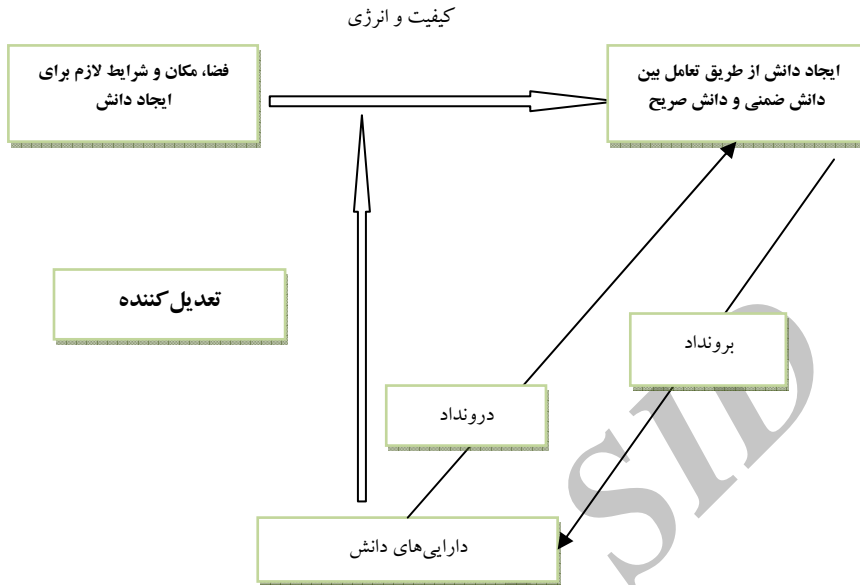 کیفیت و انرژی
ایجاد دانش از طریق تعامل بین
دانش ضمنی و دانش صریح
فضا، مکان و شرایط لازم برای
ایجاد دانش
تعدیل‌کننده
برونداد
درونداد
دارایی‌های دانش
SID